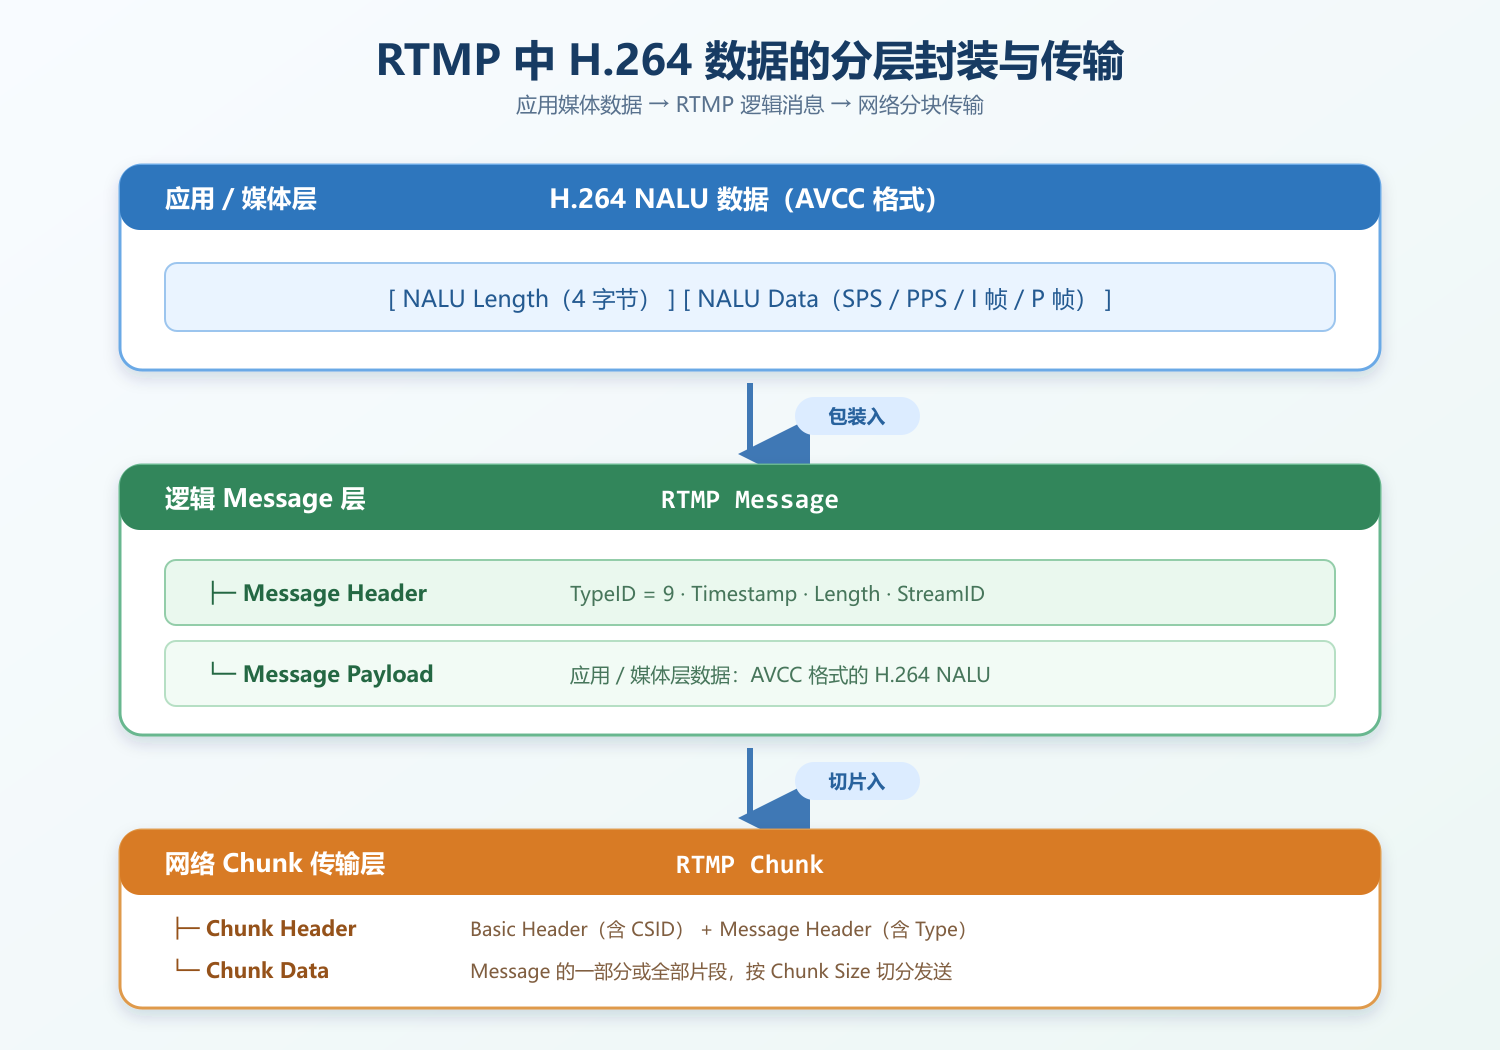 RTMP 中 H.264 数据的分层封装与传输
应用媒体数据 → RTMP 逻辑消息 → 网络分块传输
应用 / 媒体层 H.264 NALU 数据（AVCC 格式）
[ NALU Length（4 字节） ] [ NALU Data（SPS / PPS / I 帧 / P 帧） ]
包装入
逻辑 Message 层 RTMP Message
├─ Message Header TypeID = 9 · Timestamp · Length · StreamID
└─ Message Payload 应用 / 媒体层数据：AVCC 格式的 H.264 NALU
切片入
网络 Chunk 传输层 RTMP Chunk
├─ Chunk Header Basic Header（含 CSID） + Message Header（含 Type）
└─ Chunk Data Message 的一部分或全部片段，按 Chunk Size 切分发送